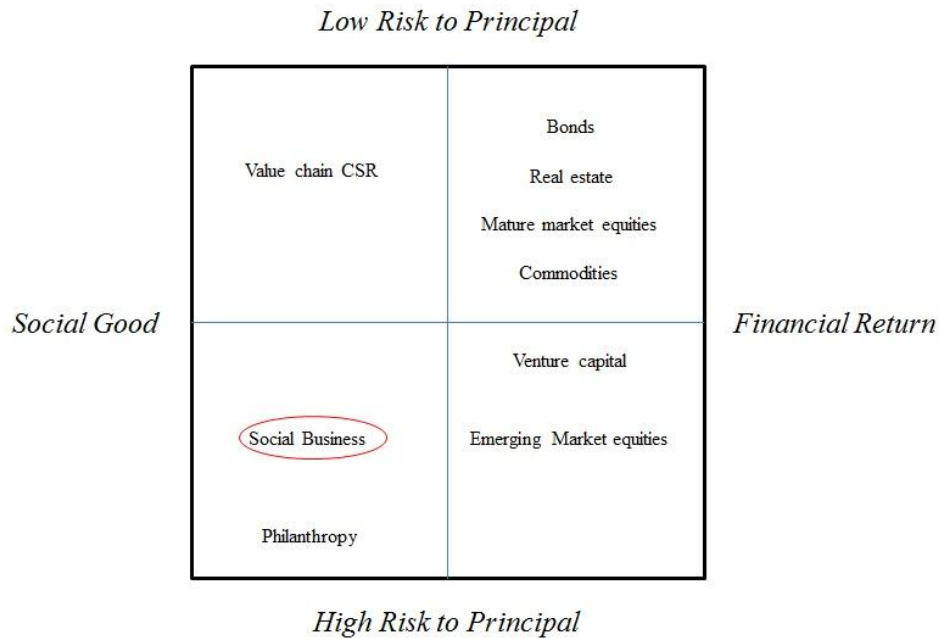 Low Risk to Principal
Bonds
Value chain CSR
Real estate
Mature market equities
Commodities
Social Good
Financial Return
Venture capital
Social Business
Emerging Market equities
Philanthropy
High Risk to Principal